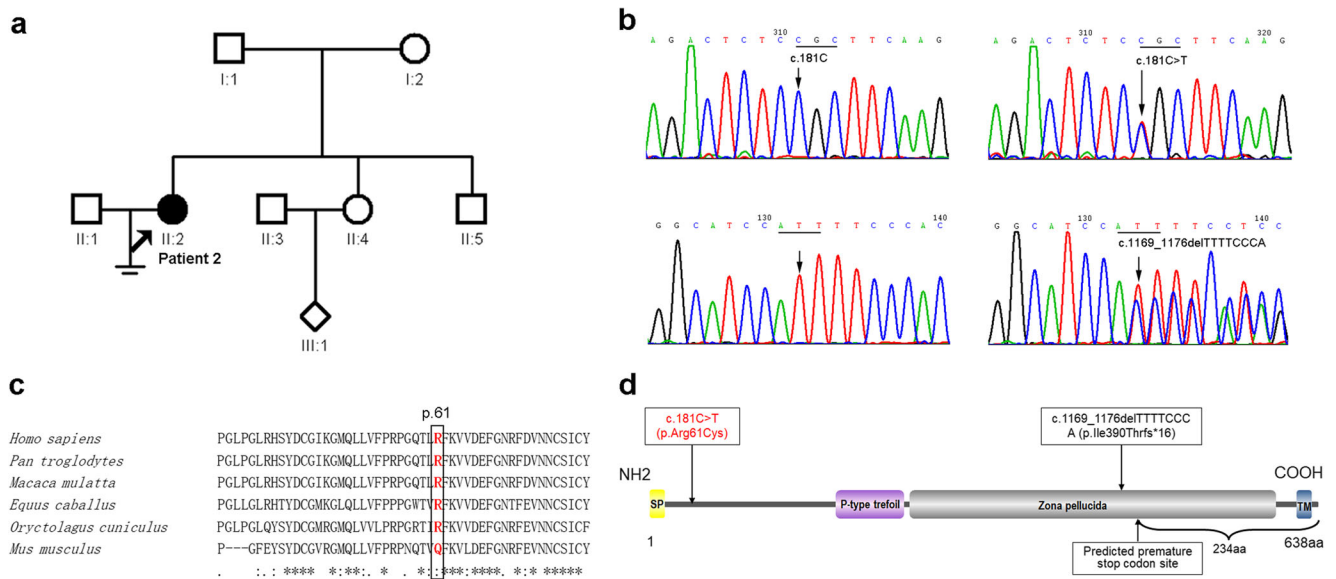 a
I:1
I:2
II:1
II:2
II:3
II:4
II:5
Patient 2
III:1
b
310
A G A C T C T C C G C T T C A A G
c.181C
310 320
A G A C T C T C C G C T T C A A G
c.181C>T
130 140
G G C A T C C A T T T T C C C A C
130 140
G G C A T C C A T T T T C C T C C
c.1169_1176delTTTTCCCA
c
p.61
Homo sapiens PGLPGLRHSYDCGIKGMQLLVFPRPGQTLRFKVVDEFGNRFDVNNCSICY
Pan troglodytes PGLPGLRHSYDCGIKGMQLLVFPRPGQTLRFKVVDEFGNRFDVNNCSICY
Macaca mulatta PGLPGLRHSYDCGIKGMQLLVFPRPGQTLRFKVVDEFGNRFDVNNCSICY
Equus caballus PGLLGLRHTYDCGMKGLQLLVFPPPGWTVRFKVVDEFGNTFEVNNCSICY
Oryctolagus cuniculus PGLPGLQYSYDCGMRGMQLVVLPRPGRTIRFKVVDEFGNRFDVNNCSICF
Mus musculus P---GFEYSYDCGVRGMQLLVFPRPNQTVQFKVLDEFGNRFEVNNCSICY
. :.: **** *:**:*:. * ::***:***** *:********
d
c.181C>T
(p.Arg61Cys)
c.1169_1176delTTTTCCC
A (p.Ile390Thrfs*16)
NH2
COOH
SP
P-type trefoil
Zona pellucida
TM
1
Predicted premature
stop codon site
234aa
638aa